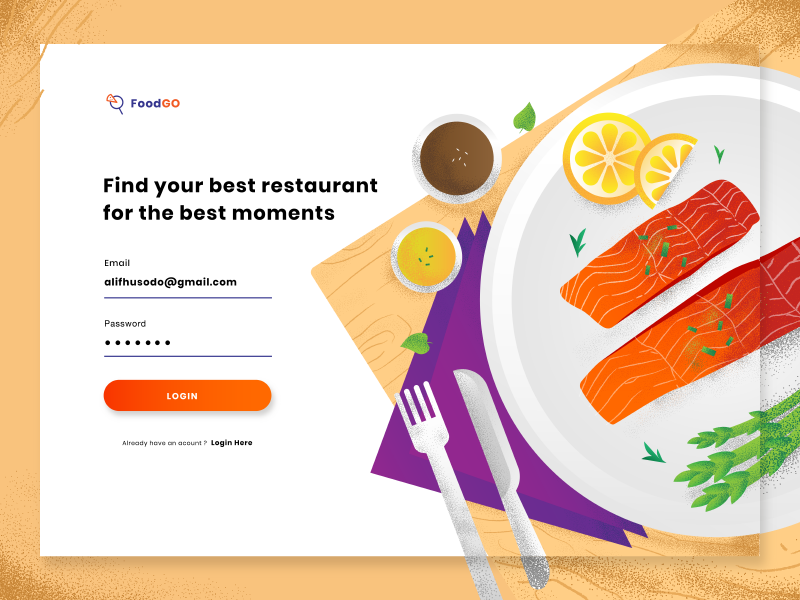 FoodGO
Find your best restaurant
for the best moments
Email
alifhusodo@gmail.com
Password
LOGIN
Already have an acount ? Login Here